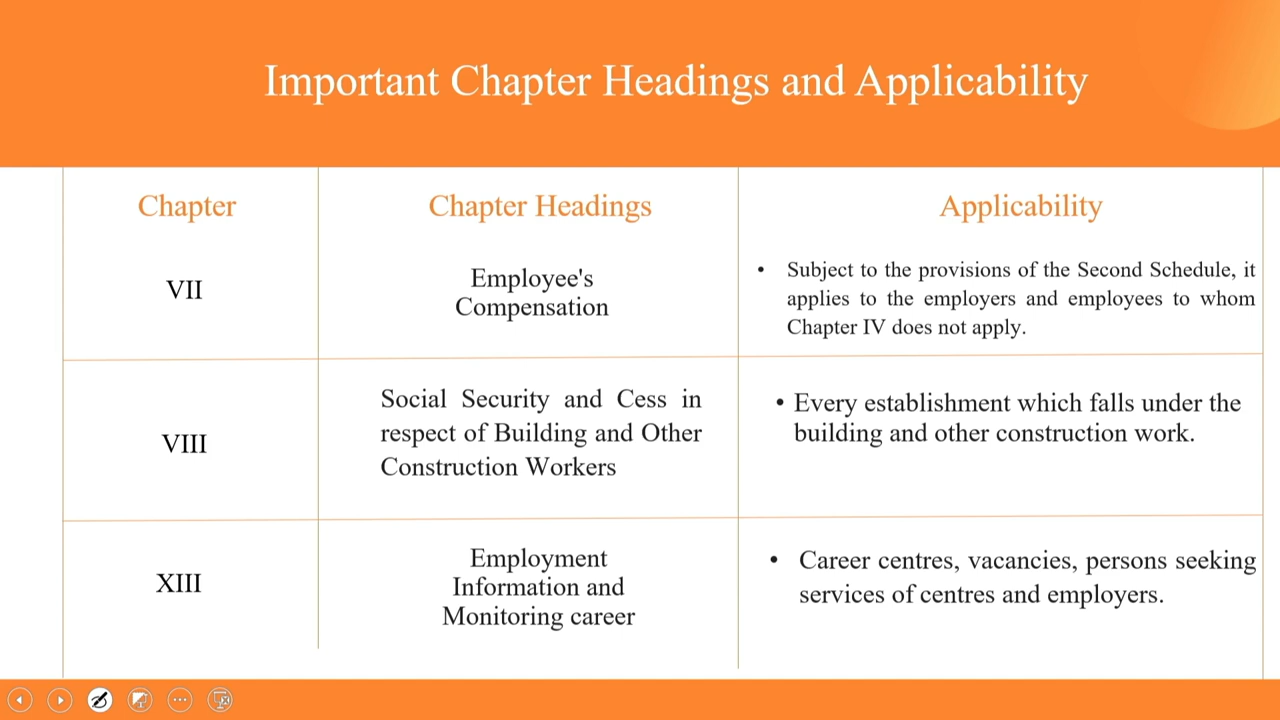 Important Chapter Headings and Applicability
Chapter
Chapter Headings
Applicability
VII
Employee's
Compensation
• Subject to the provisions of the Second Schedule, it
applies to the employers and employees to whom
Chapter IV does not apply.
VIII
Social Security and Cess in
respect of Building and Other
Construction Workers
• Every establishment which falls under the
building and other construction work.
XIII
Employment
Information and
Monitoring career
• Career centres, vacancies, persons seeking
services of centres and employers.